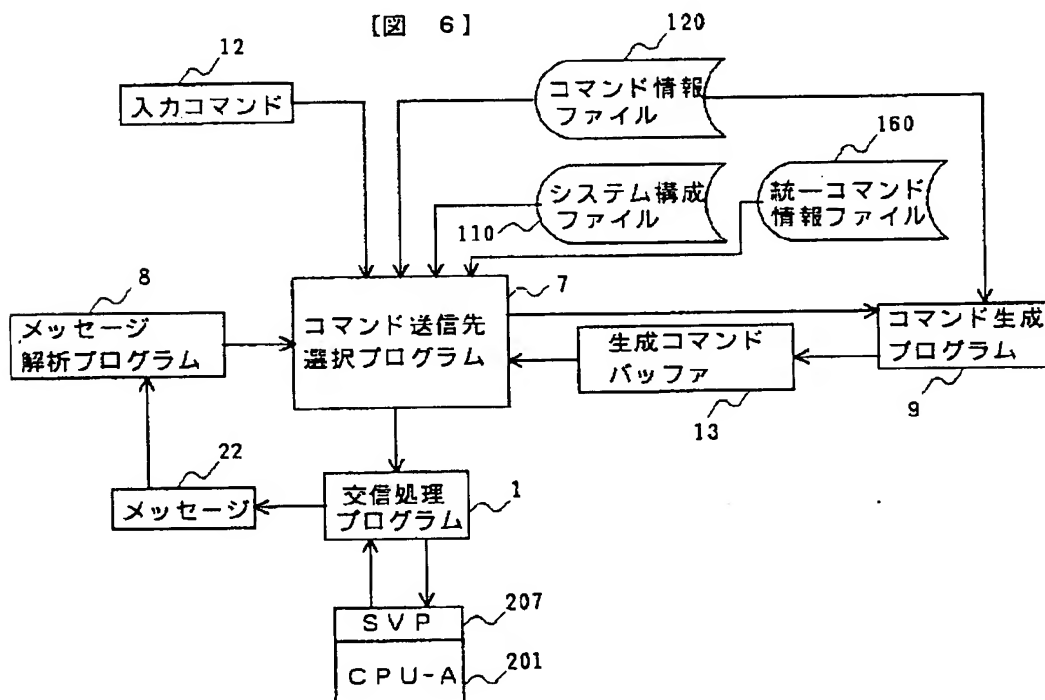 【図 6】
12
入力コマンド
120
コマンド情報
ファイル
160
統一コマンド
情報ファイル
システム構成
ファイル
110
7
コマンド送信先
選択プログラム
8
メッセージ
解析プログラム
生成コマンド
バッファ
13
コマンド生成
プログラム
9
22
メッセージ
交信処理
プログラム
1
SVP
207
CPU-A
201